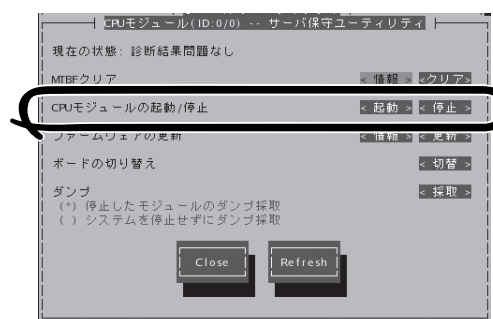 CPUモジュール(ID:0/0) -- サーバ保守ユーティリティ
現在の状態: 診断結果問題なし
MTBFクリア < 情報 > <クリア>
CPUモジュールの起動/停止 < 起動 > < 停止 >
ファームウェアの更新 < 情報 > < 更新 >
ボードの切り替え < 切替 >
ダンプ < 採取 >
(*) 停止したモジュールのダンプ採取
( ) システムを停止せずにダンプ採取
Close Refresh